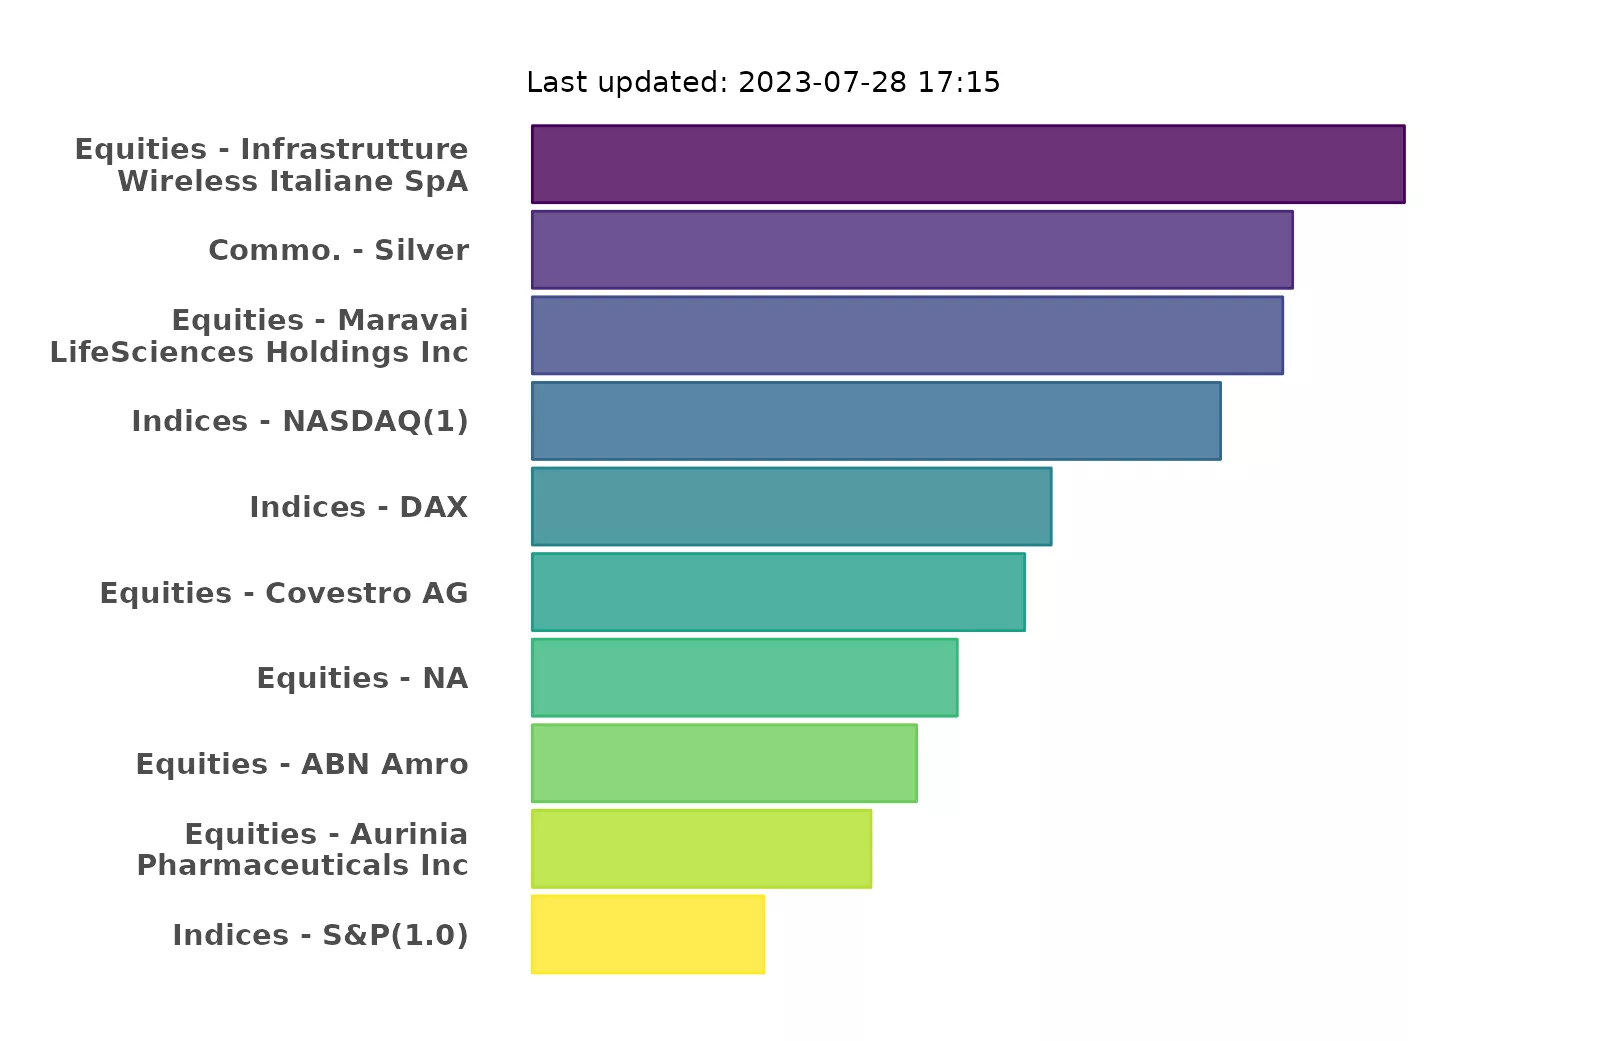 Last updated: 2023-07-28 17:15
Equities - Infrastrutture
Wireless Italiane SpA
Commo. - Silver
Equities - Maravai
LifeSciences Holdings Inc
Indices - NASDAQ(1)
Indices - DAX
Equities - Covestro AG
Equities - NA
Equities - ABN Amro
Equities - Aurinia
Pharmaceuticals Inc
Indices - S&P(1.0)